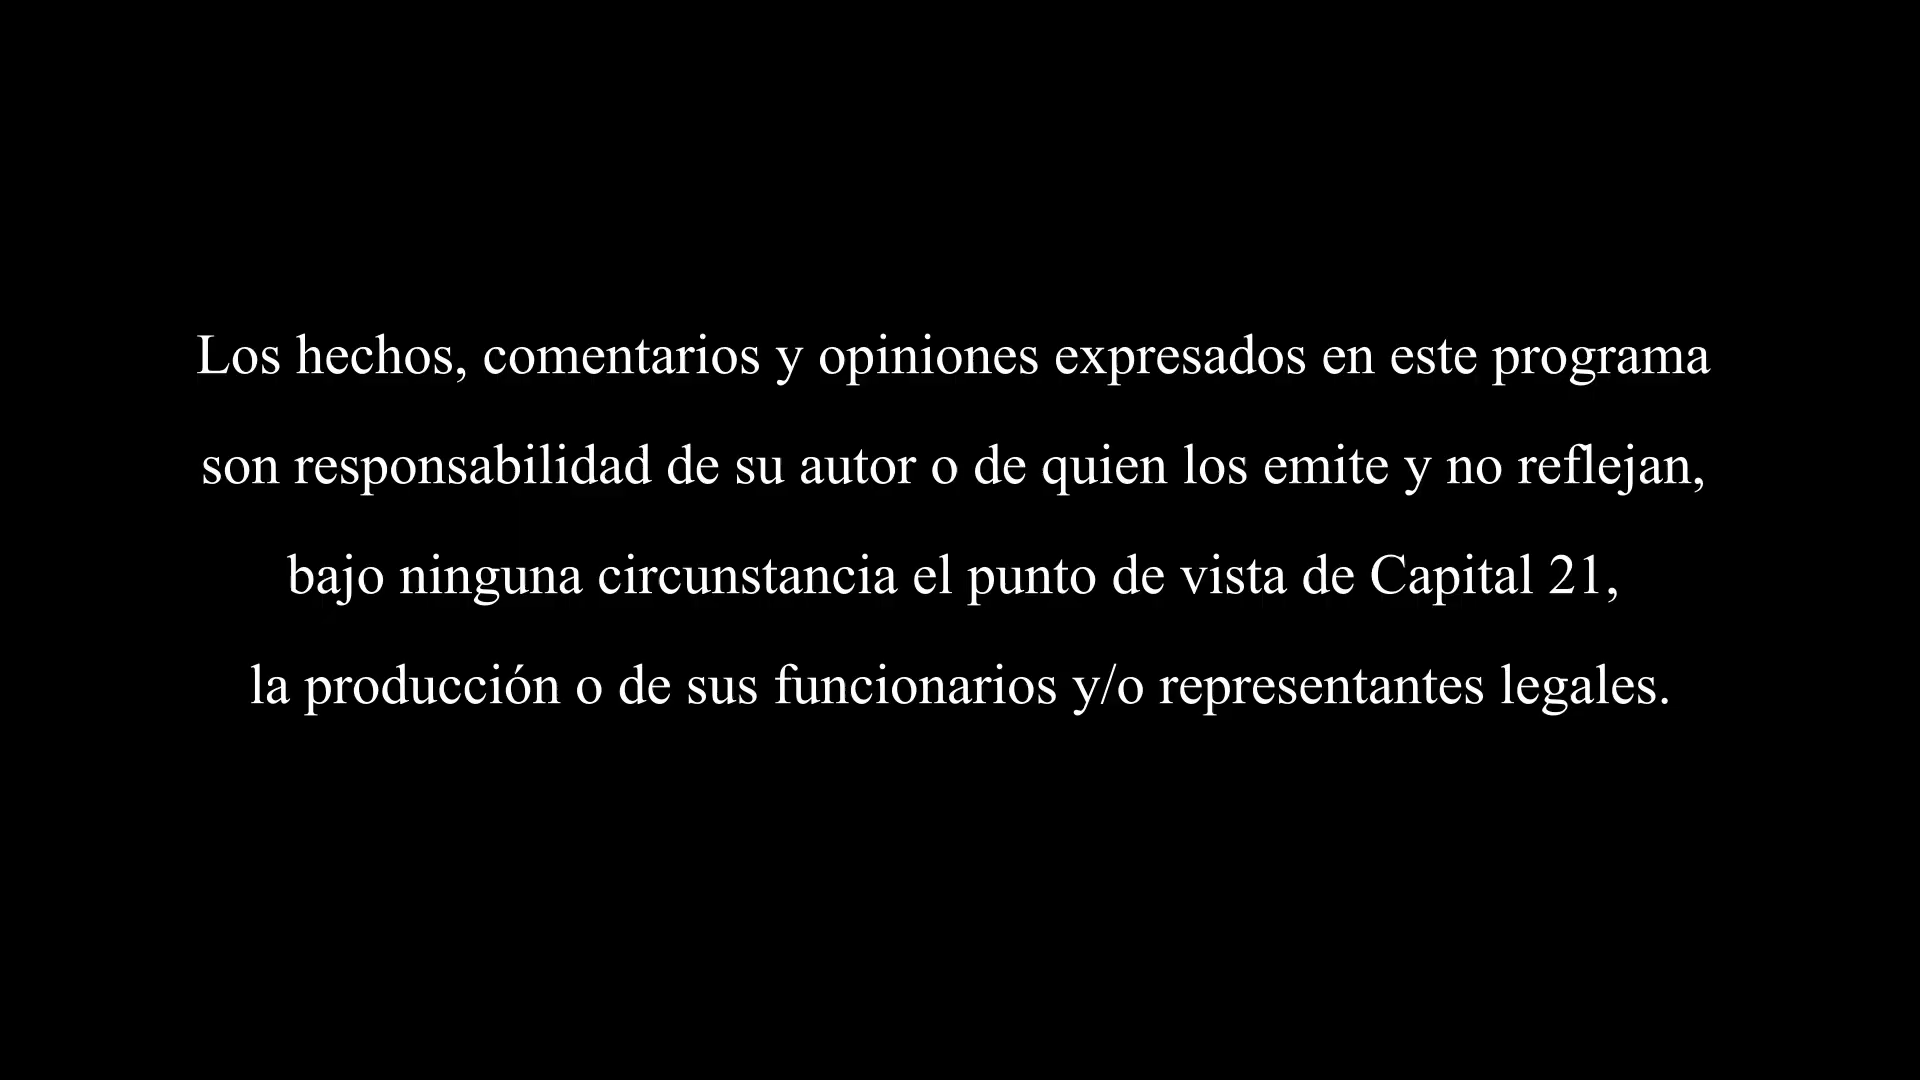 Los hechos, comentarios y opiniones expresados en este programa
son responsabilidad de su autor o de quien los emite y no reflejan,
bajo ninguna circunstancia el punto de vista de Capital 21,
la producción o de sus funcionarios y/o representantes legales.